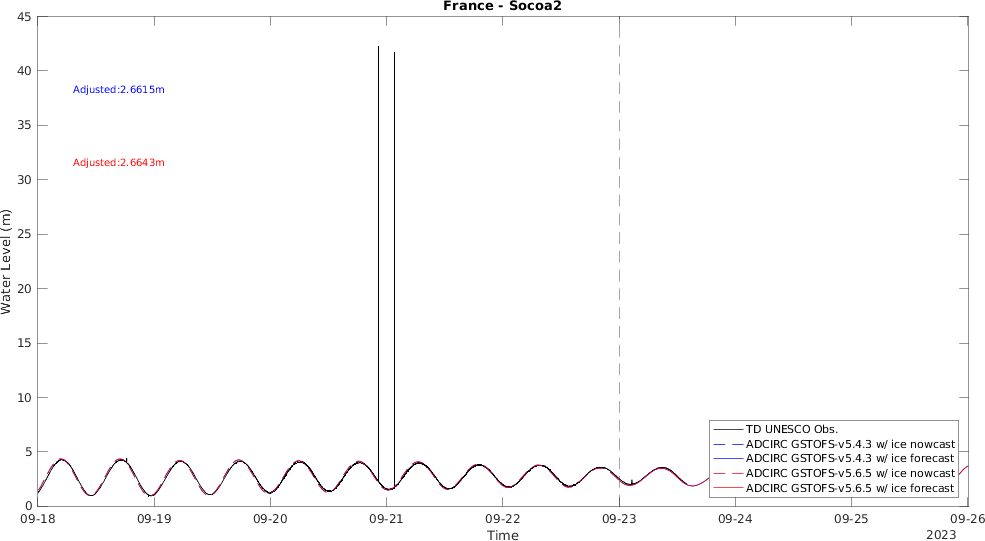 France - Socoa2
45
40
35
30
25
20
15
10
5
0
Water Level (m)
Adjusted:2.6615m
Adjusted:2.6643m
TD UNESCO Obs.
ADCIRC GSTOFS-v5.4.3 w/ ice nowcast
ADCIRC GSTOFS-v5.4.3 w/ ice forecast
ADCIRC GSTOFS-v5.6.5 w/ ice nowcast
ADCIRC GSTOFS-v5.6.5 w/ ice forecast
09-18 09-19 09-20 09-21 09-22 09-23 09-24 09-25 09-26
Time
2023